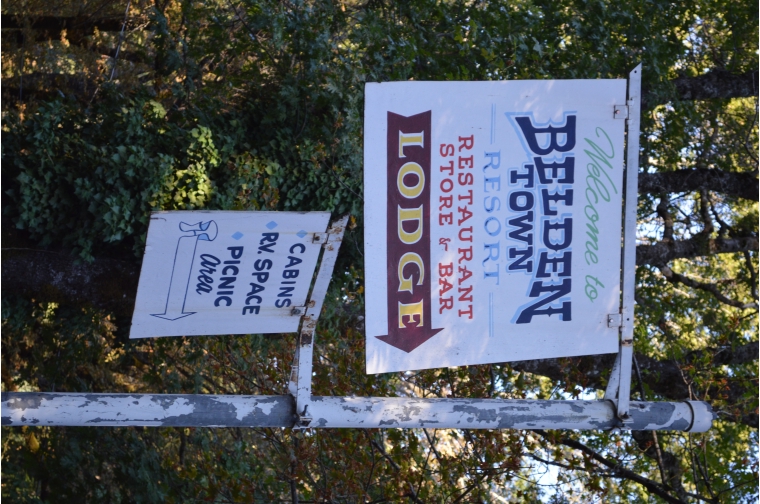 Welcome to
BELDEN
TOWN
RESORT
RESTAURANT
STORE & BAR
LODGE
CABINS
RV. SPACE
PICNIC
Area